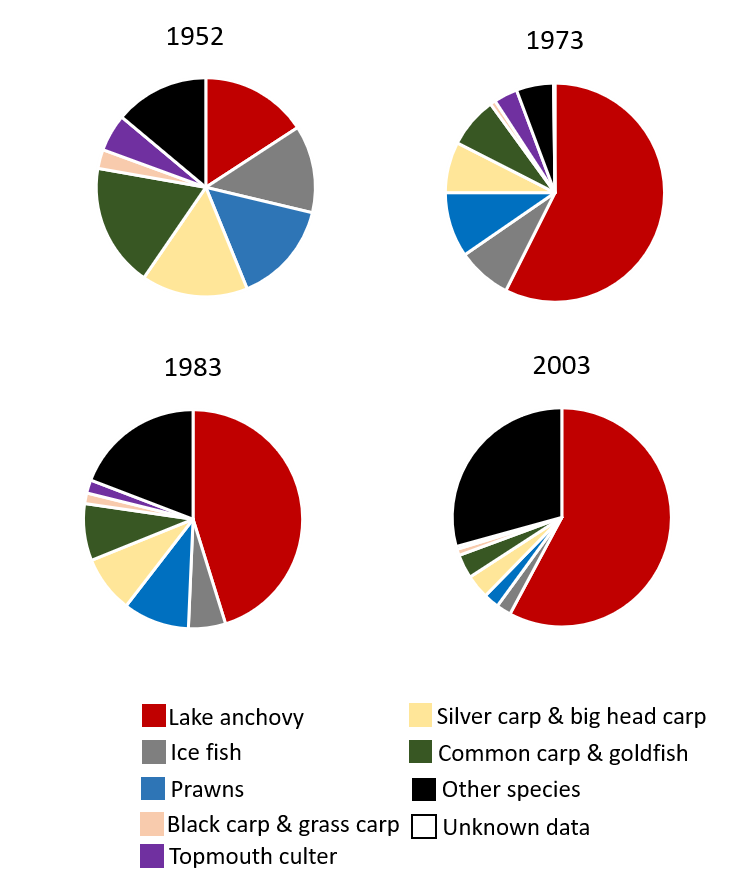 1952
1973
1983
2003
Lake anchovy
Ice fish
Prawns
Black carp & grass carp
Topmouth culter
Silver carp & big head carp
Common carp & goldfish
Other species
Unknown data